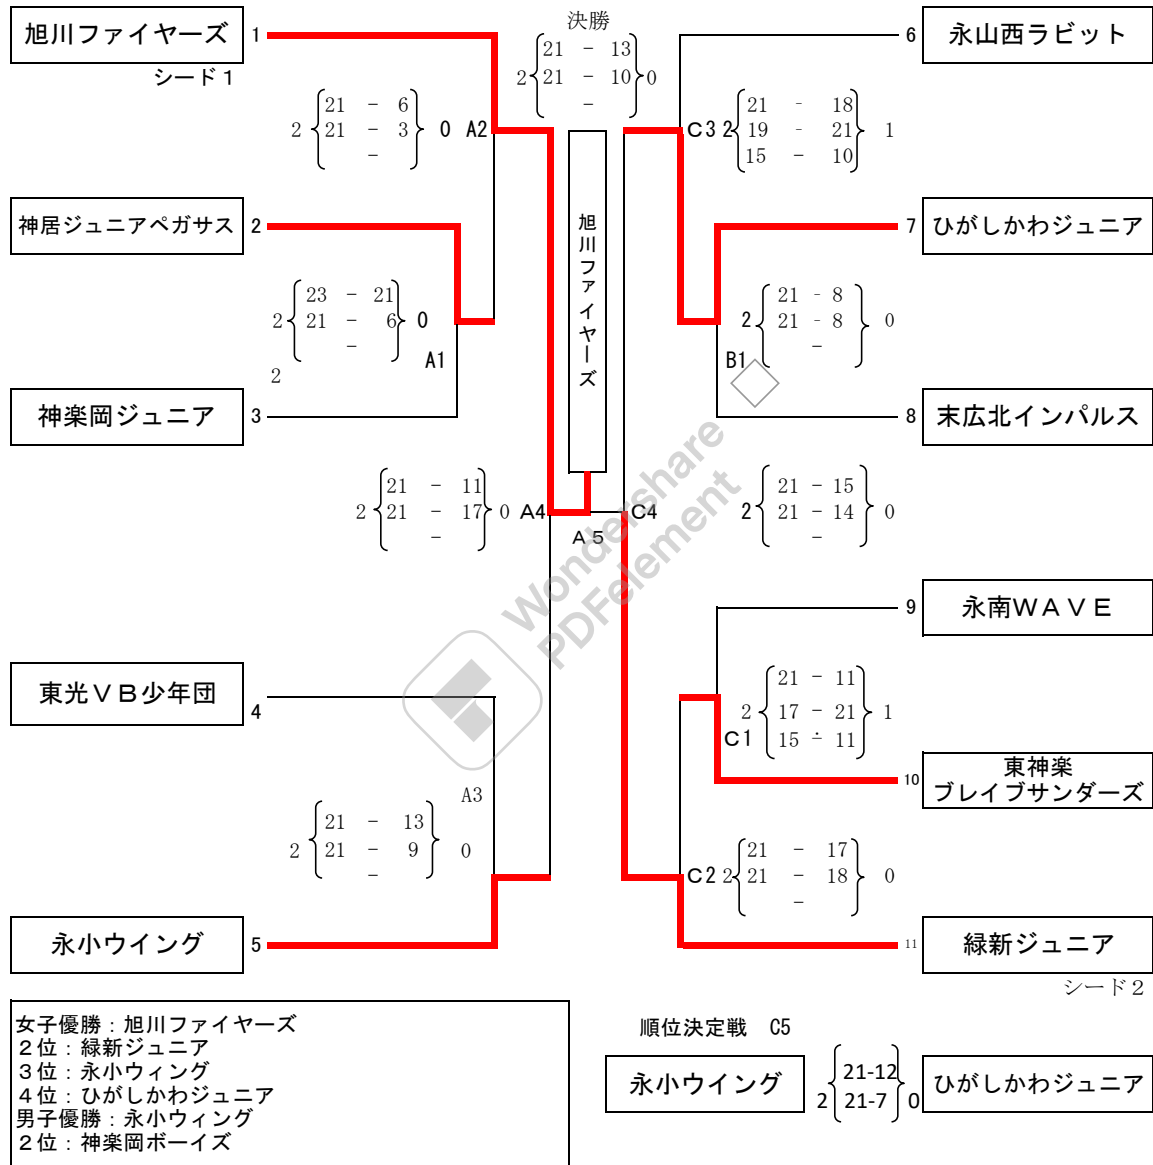 決勝
旭川ファイヤーズ 1
シード１
2 21 - 13 0
21 - 10
-
6 永山西ラビット
2 21 - 6 0 A2
21 - 3
-
C3 2 21 - 18 1
19 - 21
15 - 10
神居ジュニアペガサス 2
旭川ファイヤーズ
7 ひがしかわジュニア
2 23 - 21 0
21 - 6
-
A1
2
2 21 - 8 0
21 - 8
-
B1
神楽岡ジュニア 3
8 末広北インパルス
2 21 - 11 0 A4
21 - 17
-
A５
C4
2 21 - 15 0
21 - 14
-
Wondershare
PDFelement
9 永南ＷＡＶＥ
東光ＶＢ少年団 4
2 21 - 11 1
17 - 21
15 - 11
C1
10 東神楽
ブレイブサンダーズ
A3
2 21 - 13 0
21 - 9
-
C2 2 21 - 17 0
21 - 18
-
永小ウイング 5
11 緑新ジュニア
シード２
女子優勝：旭川ファイヤーズ
２位：緑新ジュニア
３位：永小ウィング
４位：ひがしかわジュニア
男子優勝：永小ウィング
２位：神楽岡ボーイズ
順位決定戦 C5
永小ウイング 2 21-12 0 ひがしかわジュニア
21-7